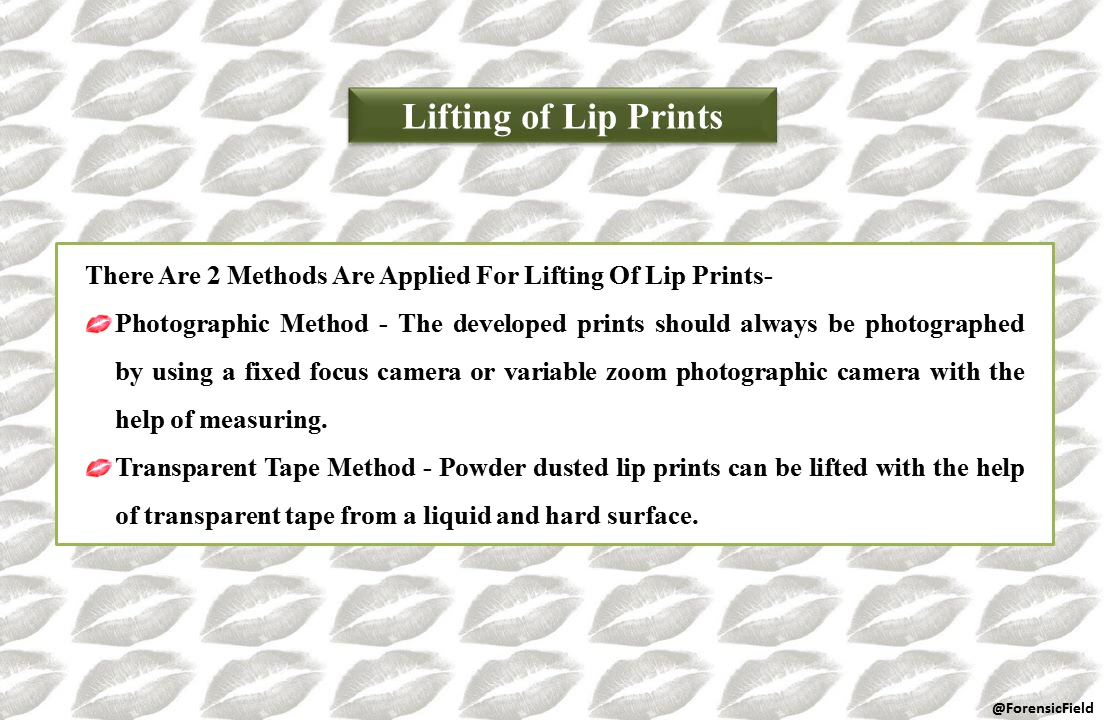 Lifting of Lip Prints
There Are 2 Methods Are Applied For Lifting Of Lip Prints-
Photographic Method - The developed prints should always be photographed
by using a fixed focus camera or variable zoom photographic camera with the
help of measuring.
Transparent Tape Method - Powder dusted lip prints can be lifted with the help
of transparent tape from a liquid and hard surface.
@ForensicField